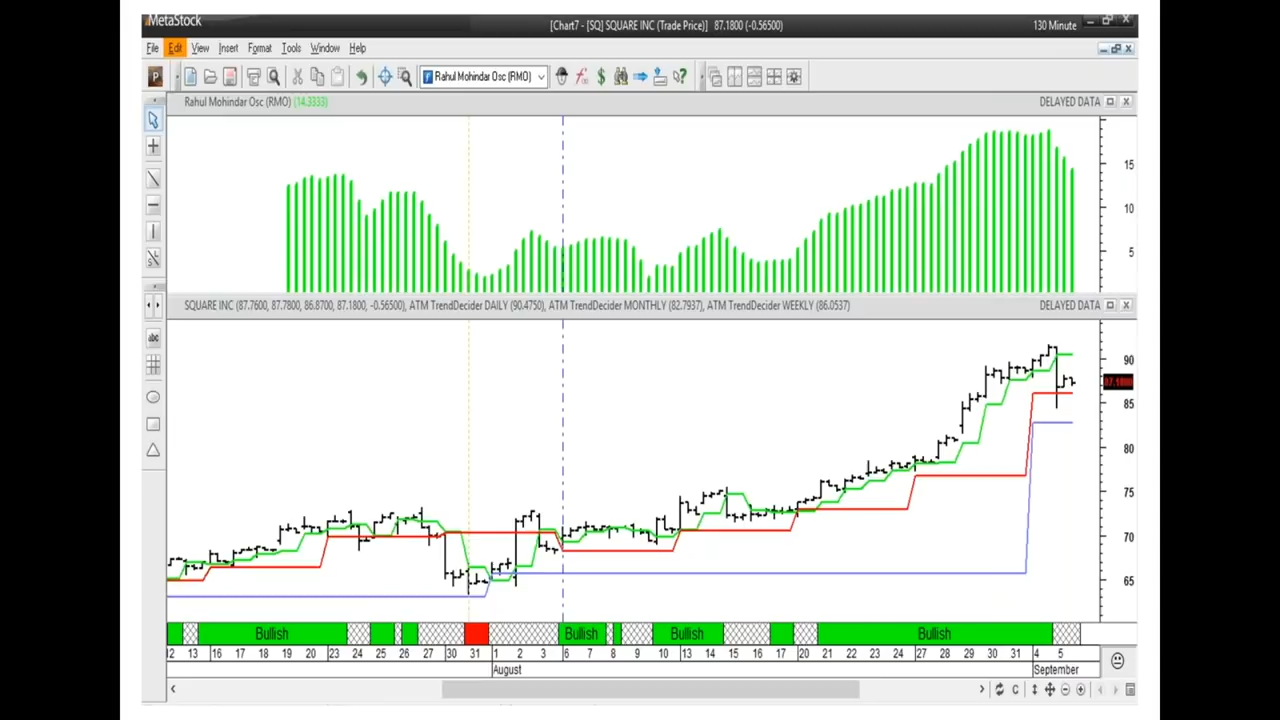 MetaStock
[Chart7 - [SQ] SQUARE INC (Trade Price)] 87.1800 (-0.56500)
130 Minute
File Edit View Insert Format Tools Window Help
P
Rahul Mohindar Osc (RMO)
Rahul Mohindar Osc (RMO) (14.3333)
DELAYED DATA
15
10
5
SQUARE INC (87.7600, 87.7800, 86.8700, 87.1800, -0.56500), ATM TrendDecider DAILY (90.4750), ATM TrendDecider MONTHLY (82.7937), ATM TrendDecider WEEKLY (86.0537)
DELAYED DATA
abc
90
87.1800
85
80
75
70
65
Bullish Bullish Bullish Bullish
12 13 16 17 18 19 20 23 24 25 26 27 30 31 1 2 3 6 7 8 9 10 13 14 15 16 17 20 21 22 23 24 27 28 29 30 31 4 5
August September
C